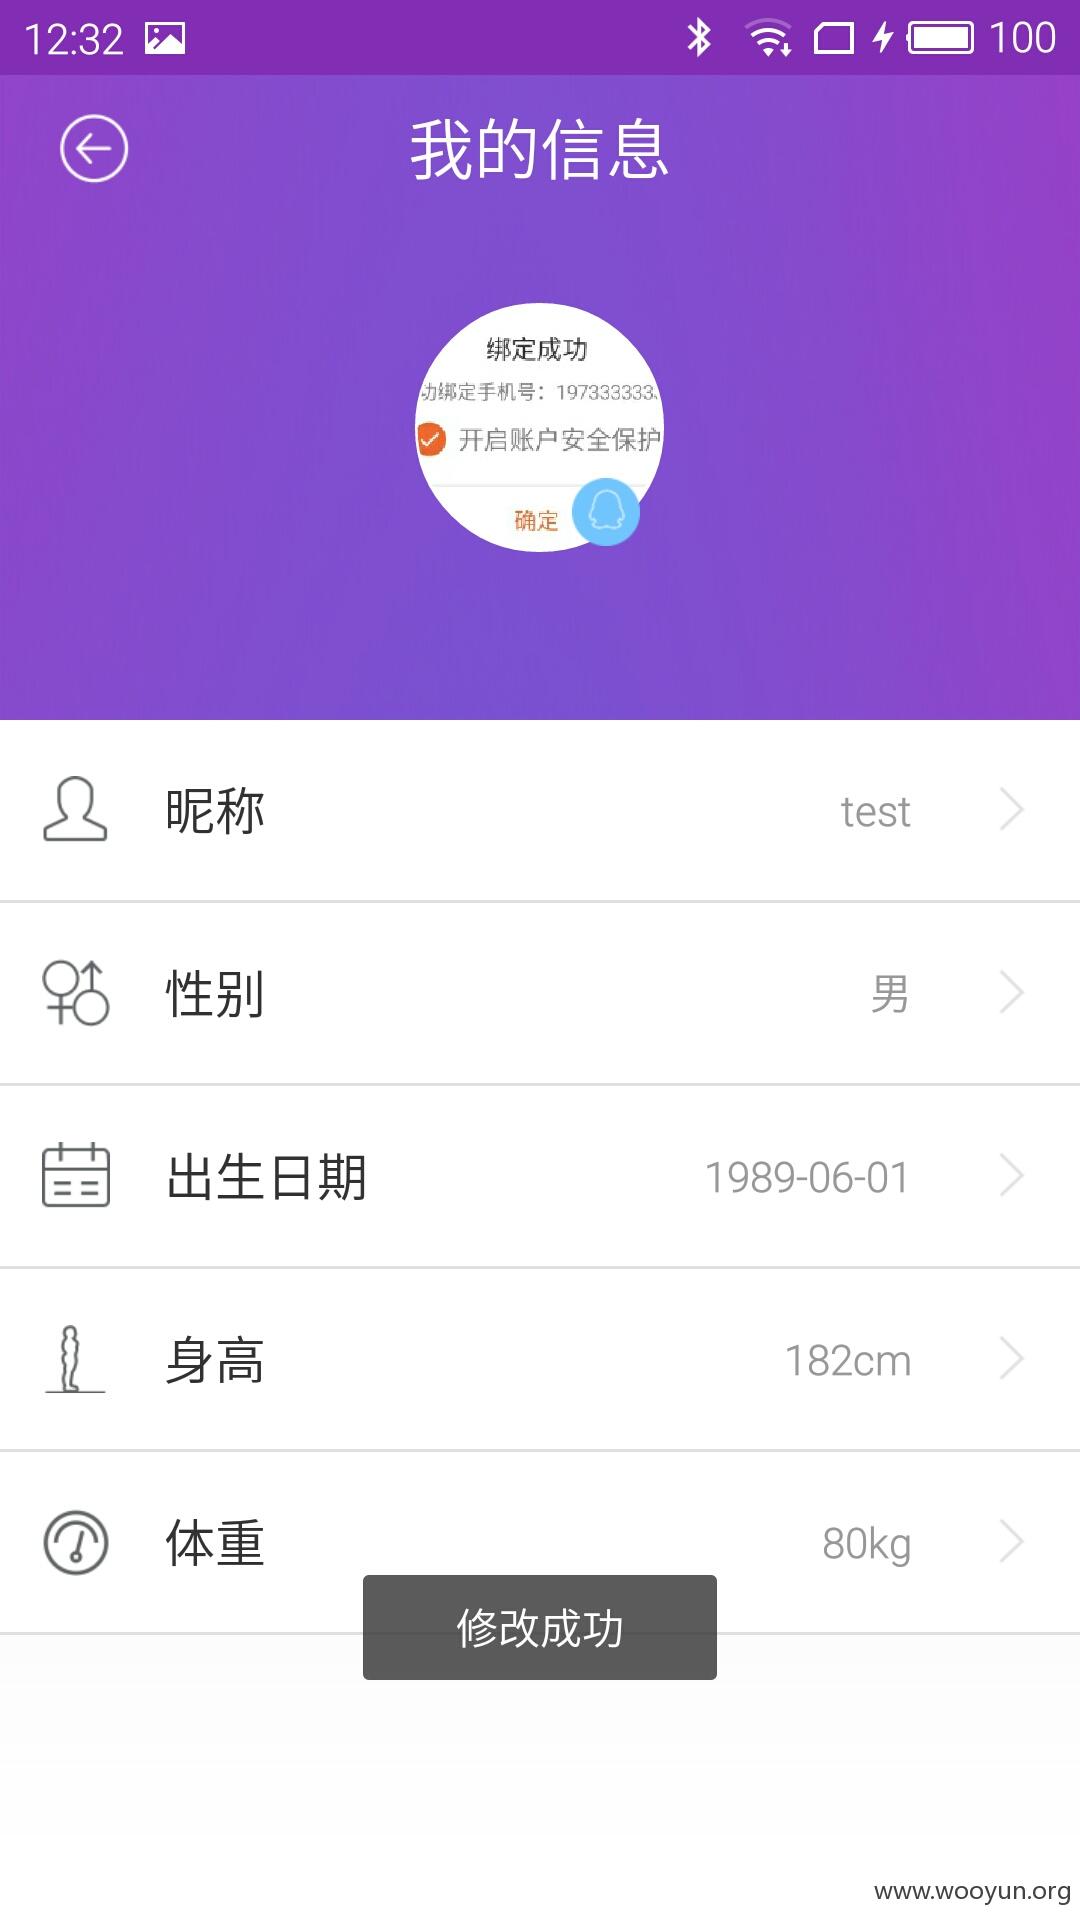 12:32
100
我的信息
绑定成功
功绑定手机号：197333333
开启账户安全保护
确定
昵称
test
性别
男
出生日期
1989-06-01
身高
182cm
体重
80kg
修改成功
www.wooyun.org